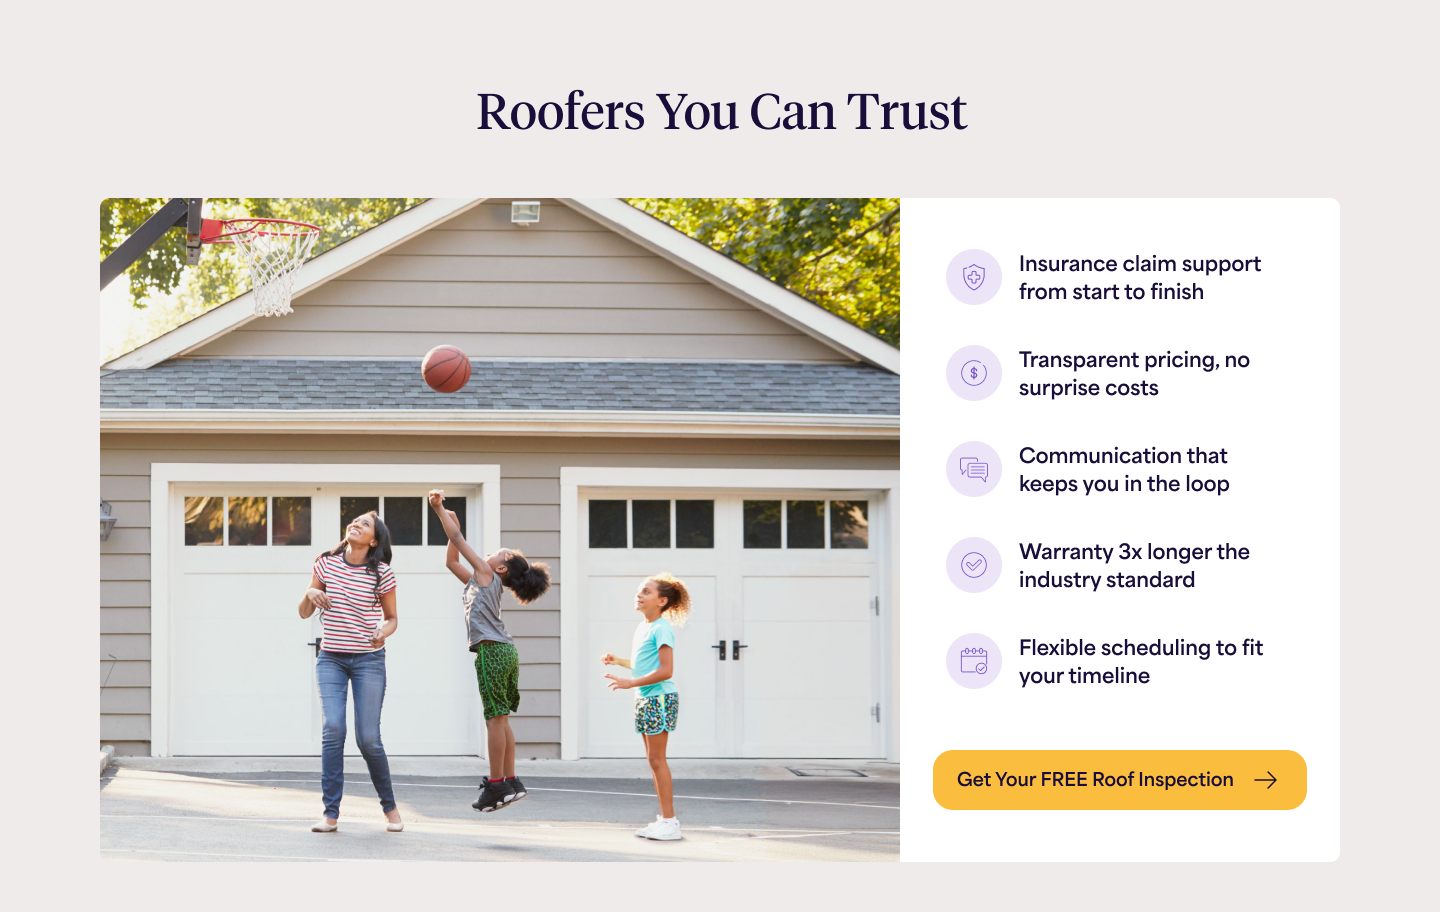 Roofers You Can Trust
Insurance claim support
from start to finish
Transparent pricing, no
surprise costs
Communication that
keeps you in the loop
Warranty 3x longer the
industry standard
Flexible scheduling to fit
your timeline
Get Your FREE Roof Inspection